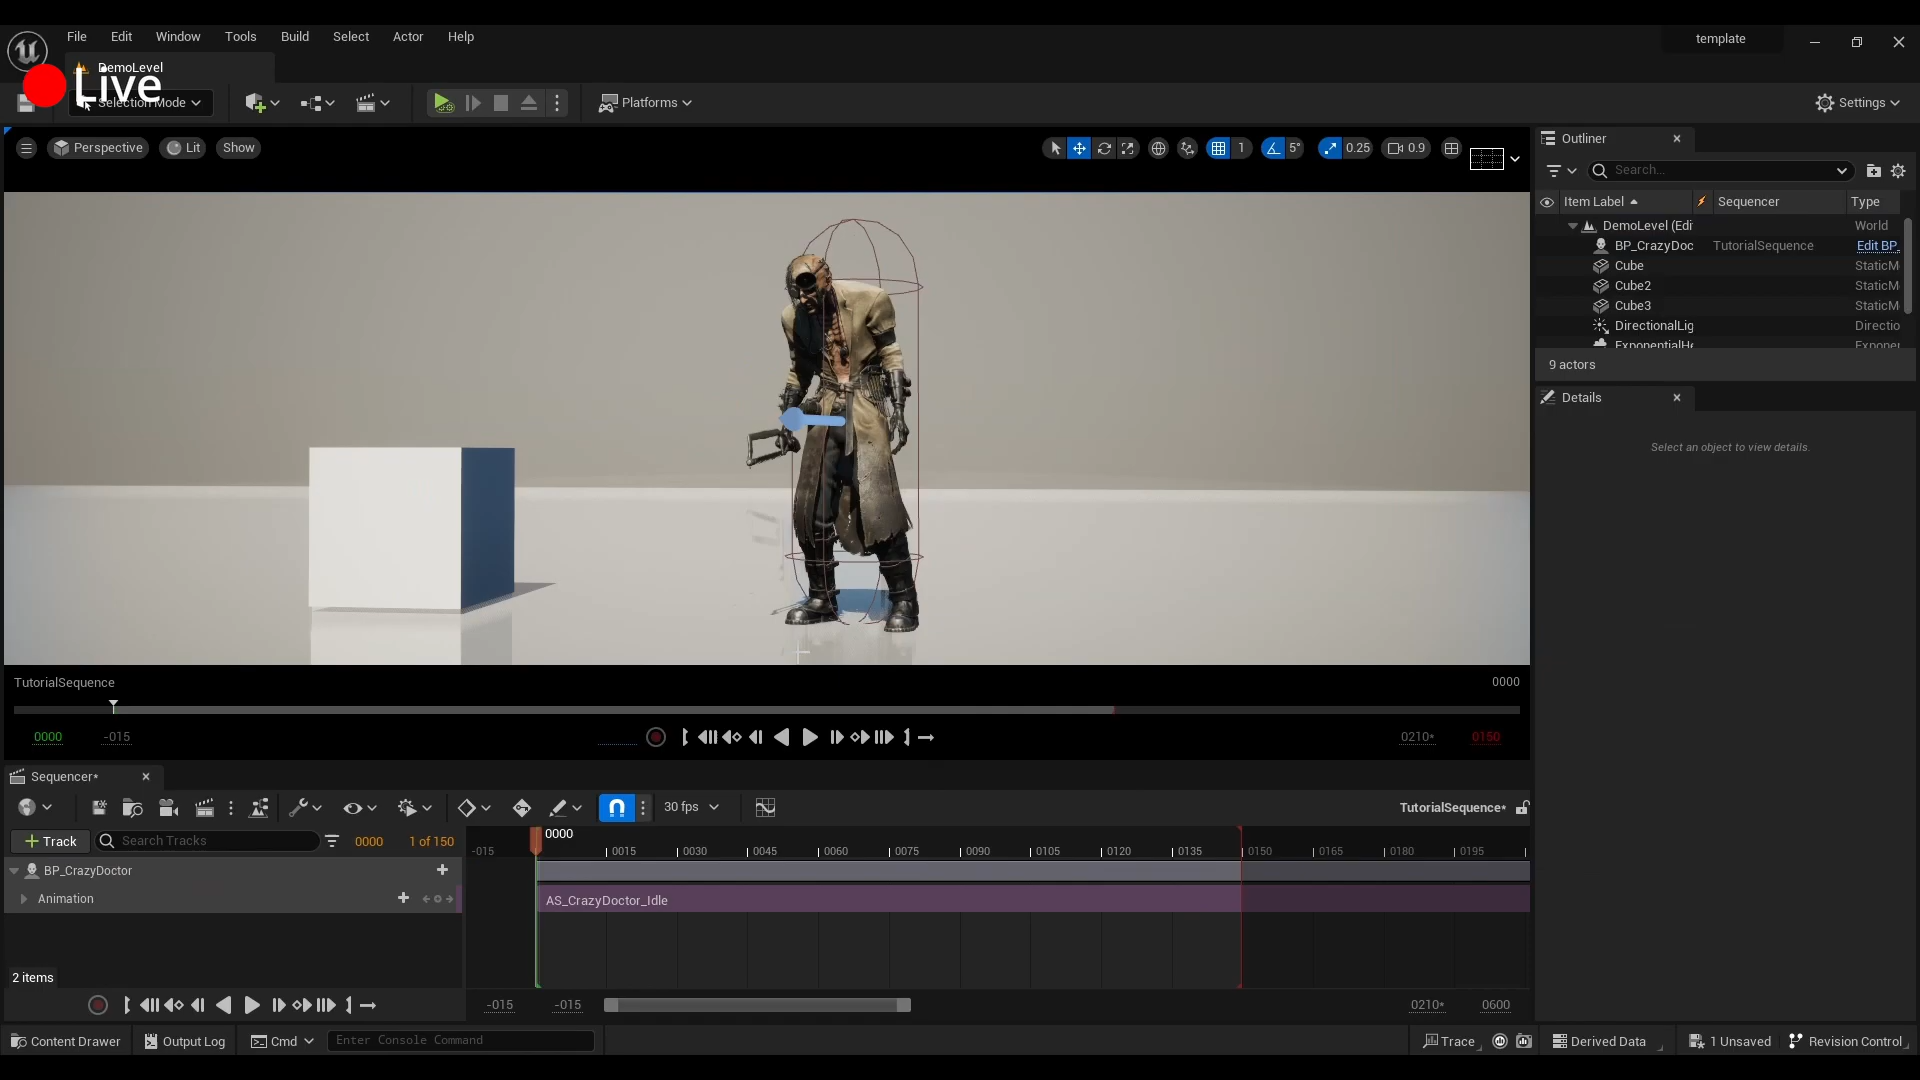 File Edit Window Tools Build Select Actor Help
template
DemoLevel
Live
Selection Mode
Platforms
Settings
Perspective Lit Show
1 5° 0.25 0.9
Outliner
Search...
Item Label Sequencer Type
DemoLevel (Edi World
BP_CrazyDoc TutorialSequence Edit BP_
Cube StaticM
Cube2 StaticM
Cube3 StaticM
DirectionalLig Directio
ExponentialHe Exponen
9 actors
Details
Select an object to view details.
TutorialSequence 0000
0000 -015 0210* 0150
Sequencer*
30 fps
TutorialSequence*
Track Search Tracks 0000 1 of 150
0000
-015 0015 0030 0045 0060 0075 0090 0105 0120 0135 0150 0165 0180 0195
BP_CrazyDoctor
Animation
AS_CrazyDoctor_Idle
2 items
-015 -015 0210* 0600
Content Drawer Output Log Cmd Enter Console Command
Trace Derived Data 1 Unsaved Revision Control